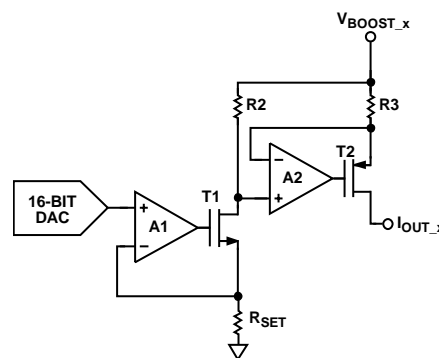 V_BOOST_x
R2
R3
T2
A2
T1
16-BIT
DAC
A1
I_OUT_x
R_SET
+
−
−
+